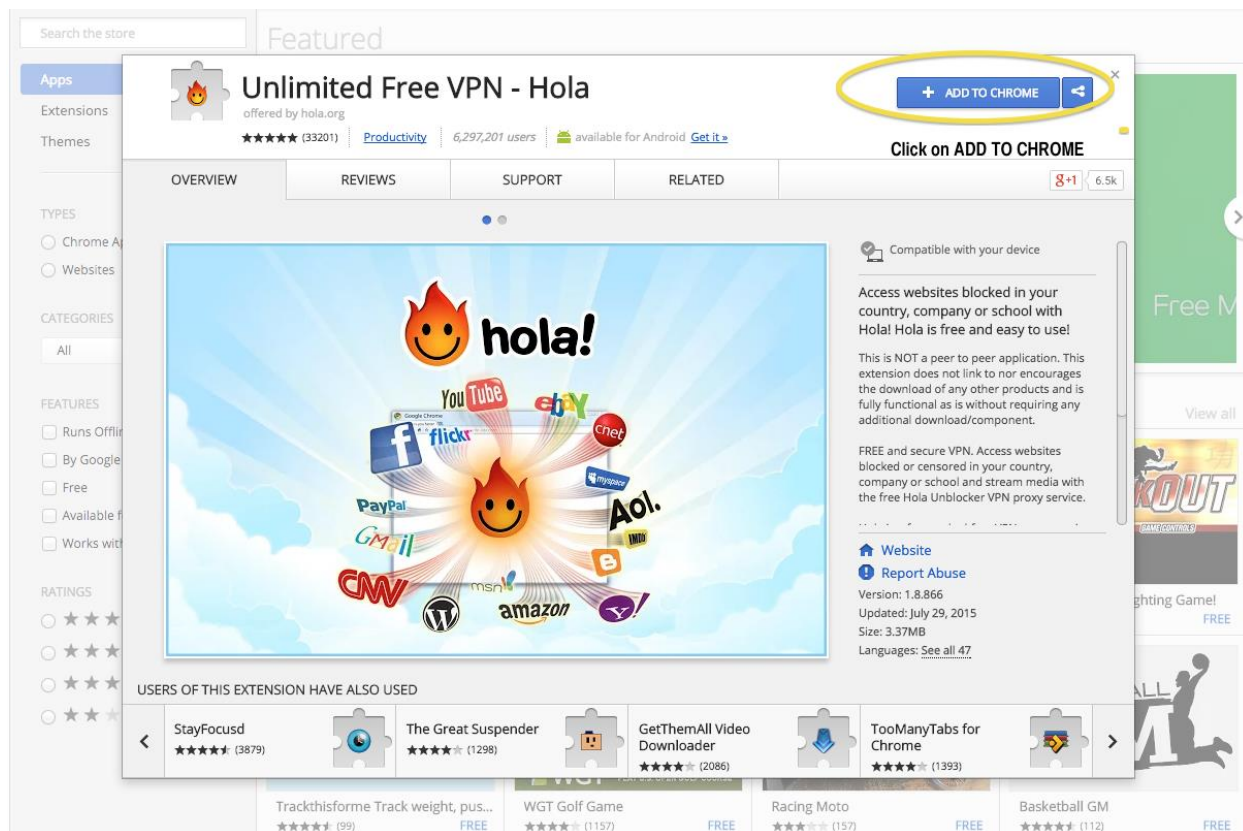 Search the store
Featured
Apps
Extensions
Themes
TYPES
Chrome Ap
Websites
CATEGORIES
All
FEATURES
Runs Offlin
By Google
Free
Available f
Works with
RATINGS
Unlimited Free VPN - Hola
offered by hola.org
★★★★★ (33201) Productivity 6,297,201 users available for Android Get it »
+ ADD TO CHROME
×
Click on ADD TO CHROME
OVERVIEW REVIEWS SUPPORT RELATED
g+1 6.5k
hola!
YouTube
ebay
Google Chrome
flickr
cnet
myspace
PayPal
Aol.
IMDb
GMail
CNN
msn
amazon
Y!
Compatible with your device
Access websites blocked in your
country, company or school with
Hola! Hola is free and easy to use!
This is NOT a peer to peer application. This
extension does not link to nor encourages
the download of any other products and is
fully functional as is without requiring any
additional download/component.
FREE and secure VPN. Access websites
blocked or censored in your country,
company or school and stream media with
the free Hola Unblocker VPN proxy service.
Website
Report Abuse
Version: 1.8.866
Updated: July 29, 2015
Size: 3.37MB
Languages: See all 47
USERS OF THIS EXTENSION HAVE ALSO USED
StayFocusd
(3879)
The Great Suspender
(1298)
GetThemAll Video
Downloader
(2086)
TooManyTabs for
Chrome
(1393)
Free M
View all
KOUT
GAME(CONTROLS)
ghting Game!
FREE
ALL
M
Trackthisforme Track weight, pus...
(99) FREE
WGT
WGT Golf Game
(1157) FREE
Racing Moto
(157) FREE
Basketball GM
(112) FREE